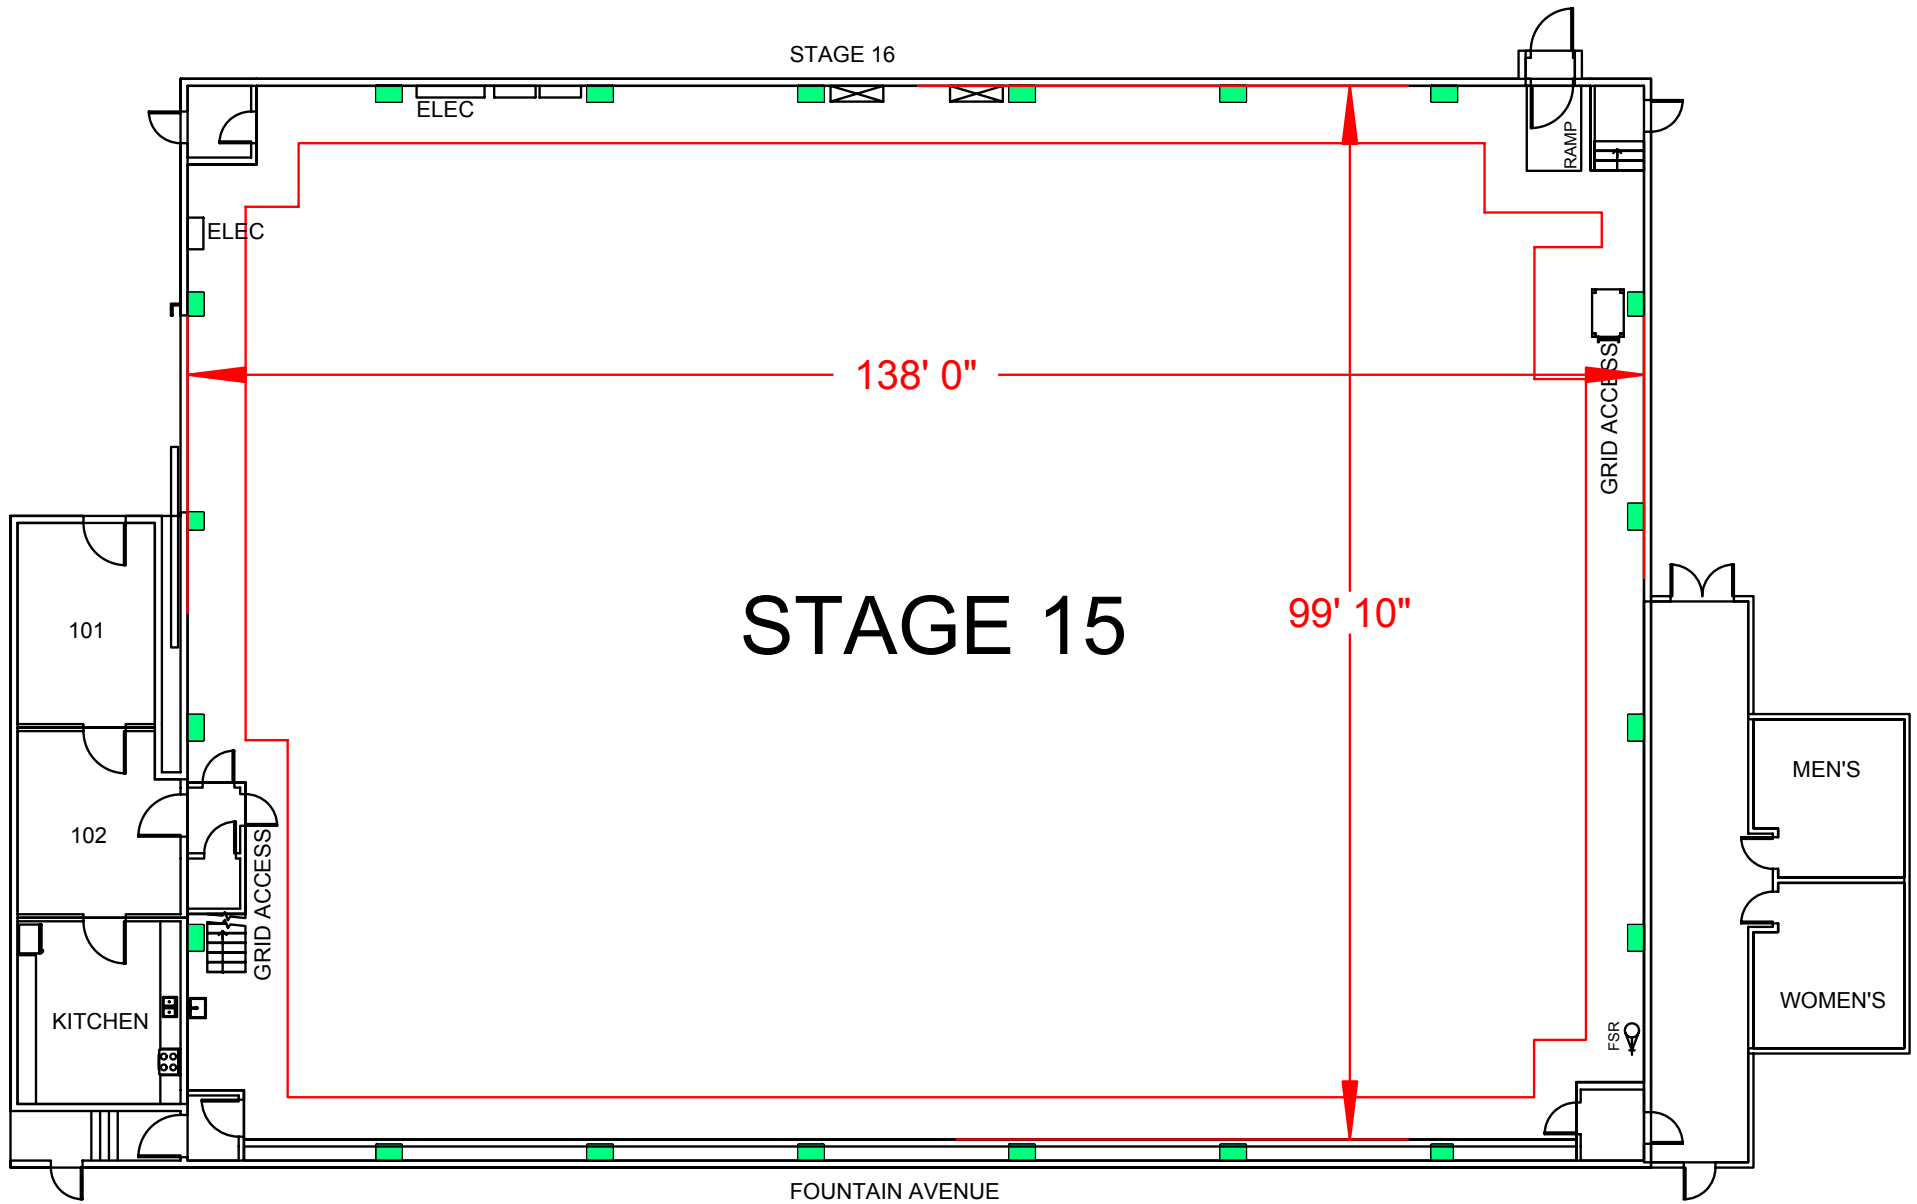 STAGE 16
ELEC
RAMP
ELEC
138' 0"
GRID ACCESS
STAGE 15
99' 10"
101
MEN'S
102
GRID ACCESS
WOMEN'S
KITCHEN
FSR
FOUNTAIN AVENUE